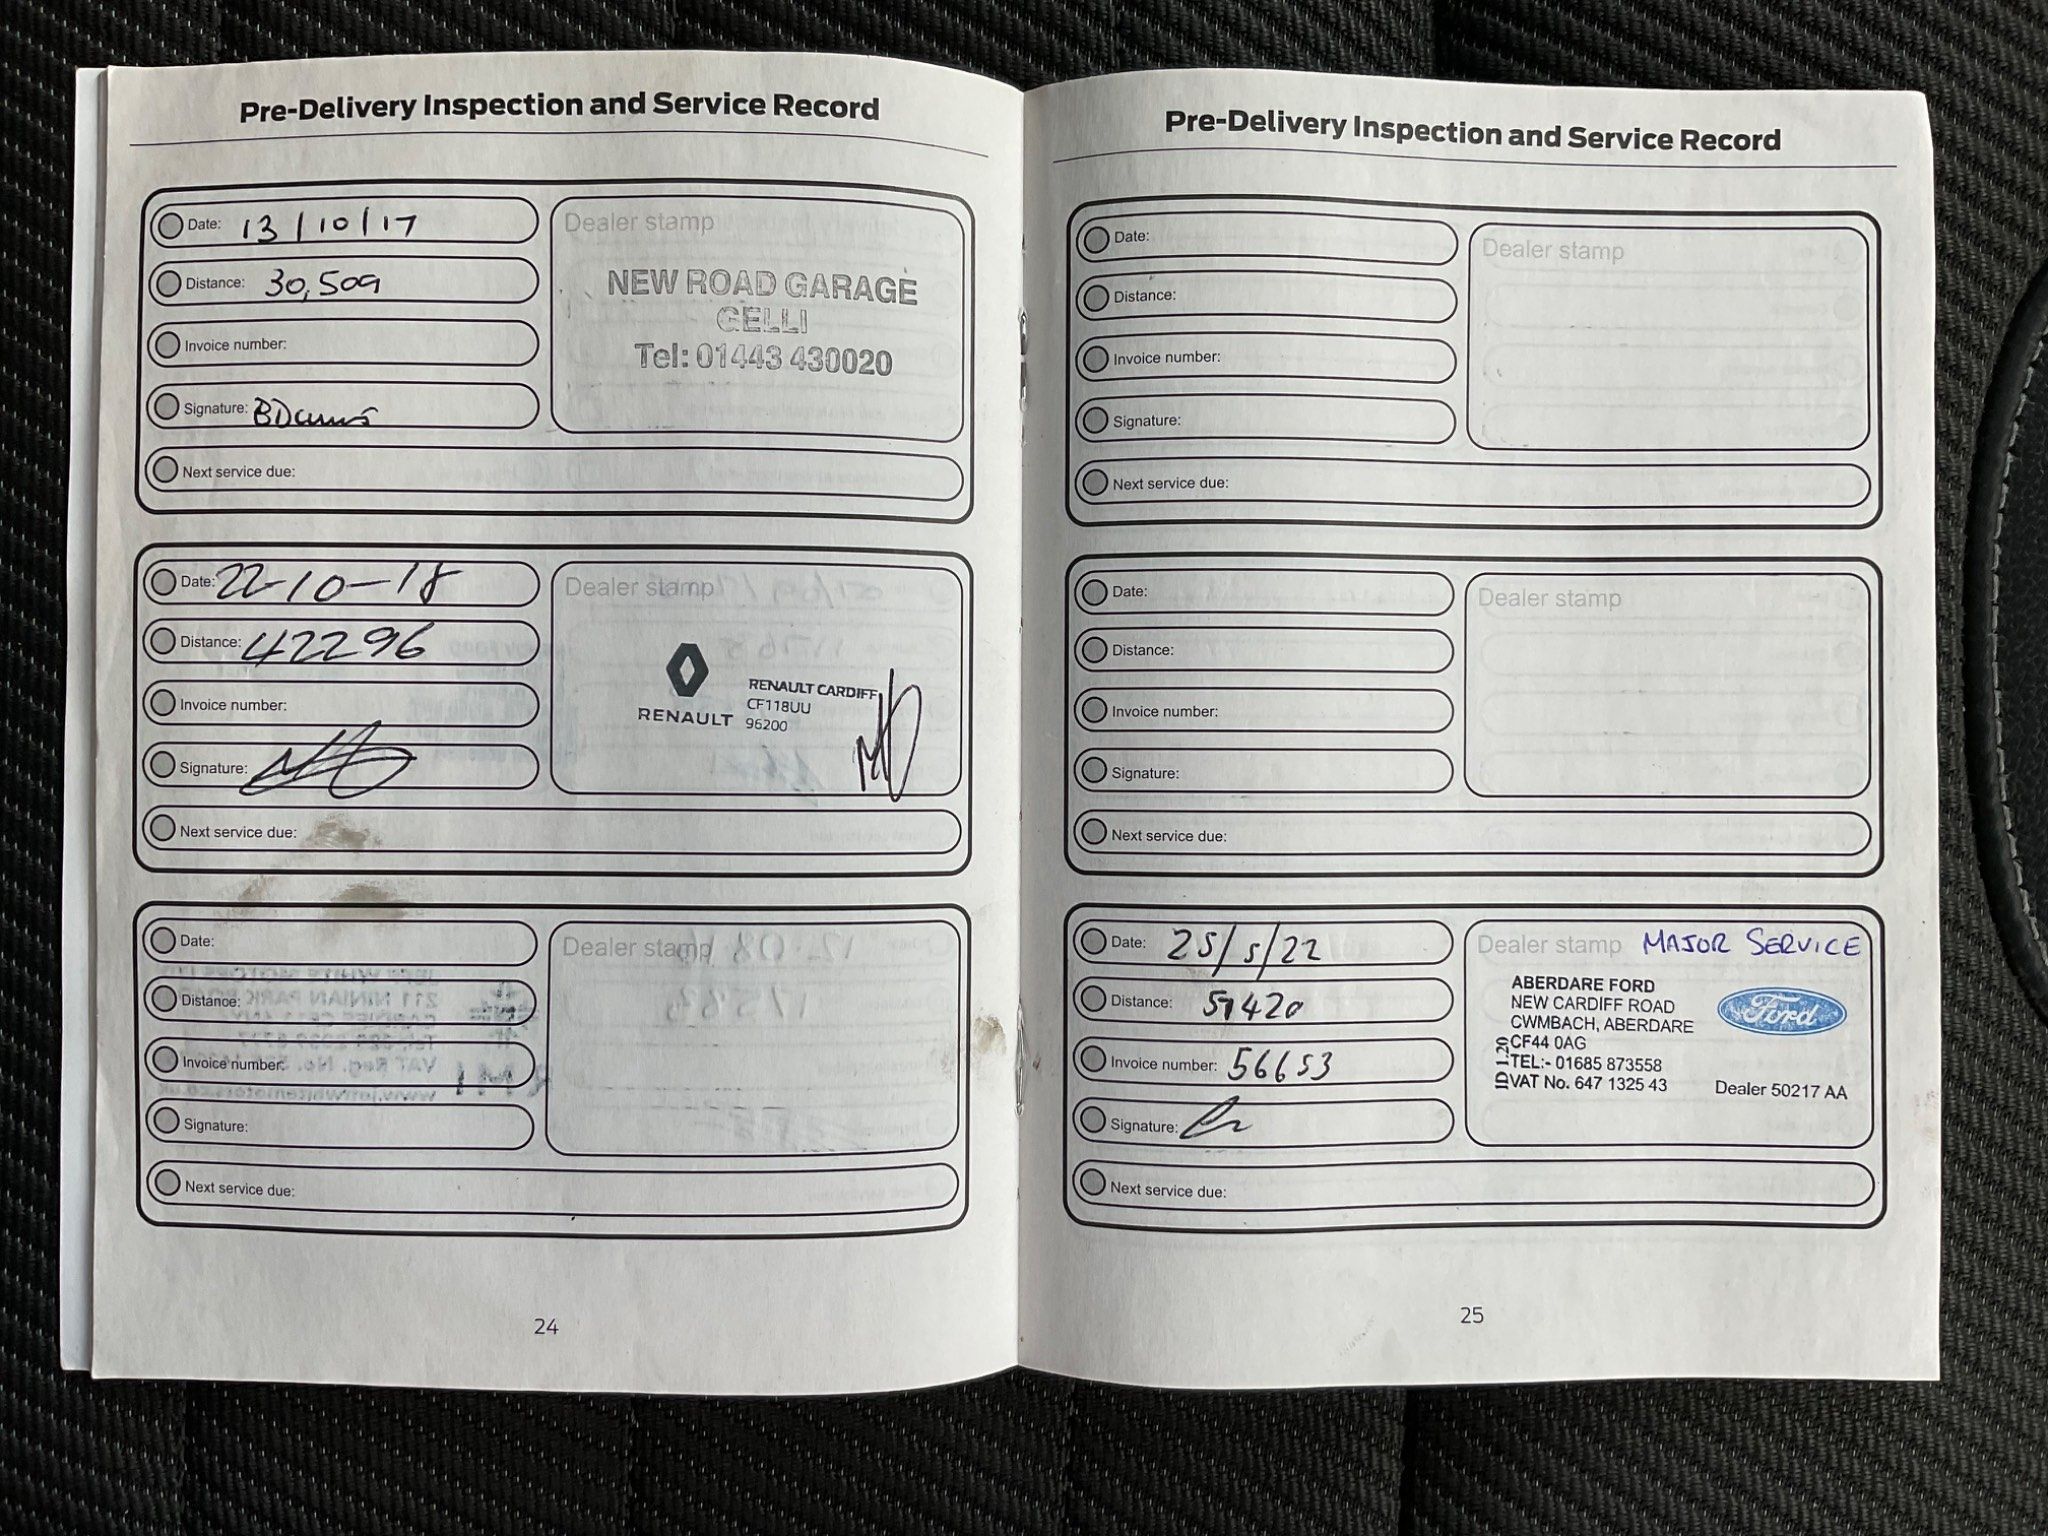 Pre-Delivery Inspection and Service Record
Date: 13/10/17
Distance: 30,509
Invoice number:
Signature:
Next service due:
Dealer stamp
NEW ROAD GARAGE
GELLI
Tel: 01443 430020
Date: 22-10-18
Distance: 42296
Invoice number:
Signature:
Next service due:
Dealer stamp
RENAULT
RENAULT CARDIFF
CF118UU
96200
Date:
Distance:
Invoice number:
Signature:
Next service due:
Dealer stamp
24
Pre-Delivery Inspection and Service Record
Date:
Distance:
Invoice number:
Signature:
Next service due:
Dealer stamp
Date:
Distance:
Invoice number:
Signature:
Next service due:
Dealer stamp
Date: 25/5/22
Distance:
Invoice number: 56653
Signature:
Next service due:
Dealer stamp MAJOR SERVICE
ABERDARE FORD
NEW CARDIFF ROAD
CWMBACH, ABERDARE
CF44 0AG
TEL:- 01685 873558
VAT No. 647 1325 43
ID 1.20
Ford
Dealer 50217 AA
25